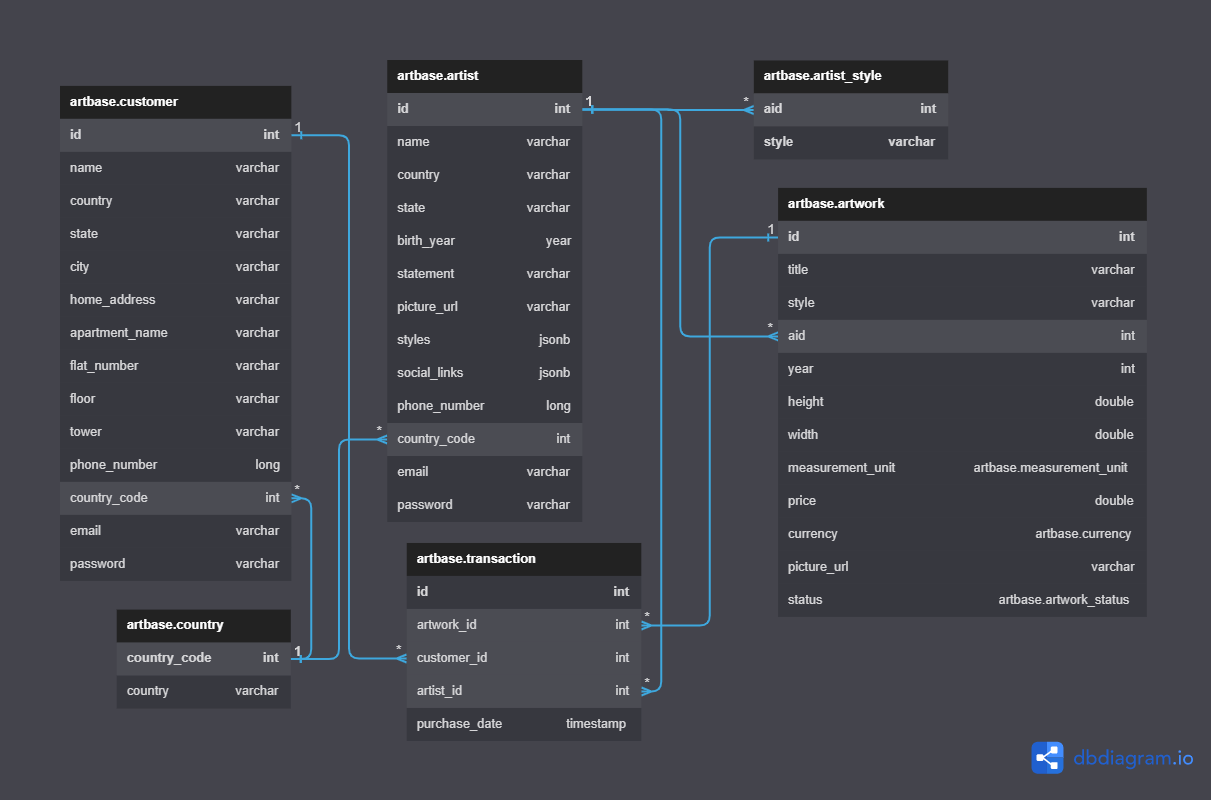 artbase.customer
id int
name varchar
country varchar
state varchar
city varchar
home_address varchar
apartment_name varchar
flat_number varchar
floor varchar
tower varchar
phone_number long
country_code int
email varchar
password varchar
artbase.country
country_code int
country varchar
artbase.artist
id int
name varchar
country varchar
state varchar
birth_year year
statement varchar
picture_url varchar
styles jsonb
social_links jsonb
phone_number long
country_code int
email varchar
password varchar
artbase.transaction
id int
artwork_id int
customer_id int
artist_id int
purchase_date timestamp
artbase.artist_style
aid int
style varchar
artbase.artwork
id int
title varchar
style varchar
aid int
year int
height double
width double
measurement_unit artbase.measurement_unit
price double
currency artbase.currency
picture_url varchar
status artbase.artwork_status
1
1
1
1
*
*
*
*
*
*
*
dbdiagram.io